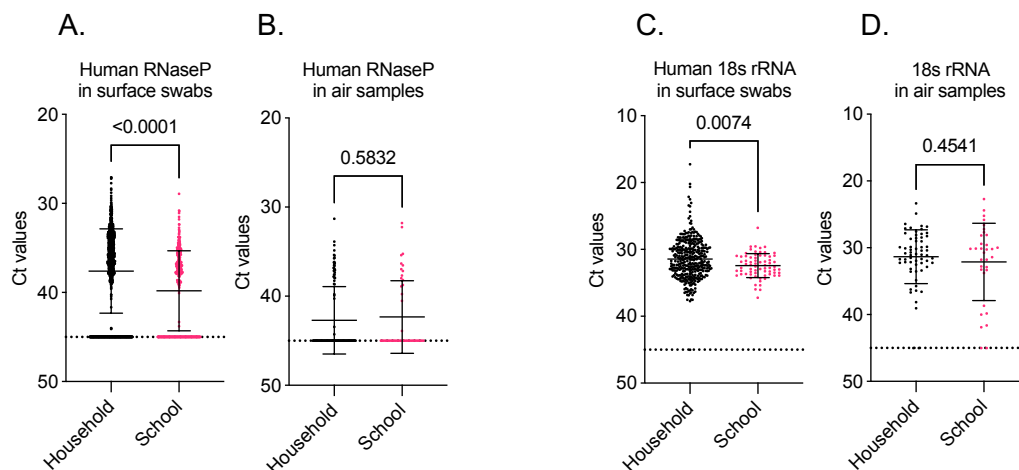 A.
Human RNaseP
in surface swabs
<0.0001
20
30
40
50
Ct values
Household
School
B.
Human RNaseP
in air samples
0.5832
20
30
40
50
Ct values
Household
School
C.
Human 18s rRNA
in surface swabs
0.0074
10
20
30
40
50
Ct values
Household
School
D.
18s rRNA
in air samples
0.4541
10
20
30
40
50
Ct values
Household
School